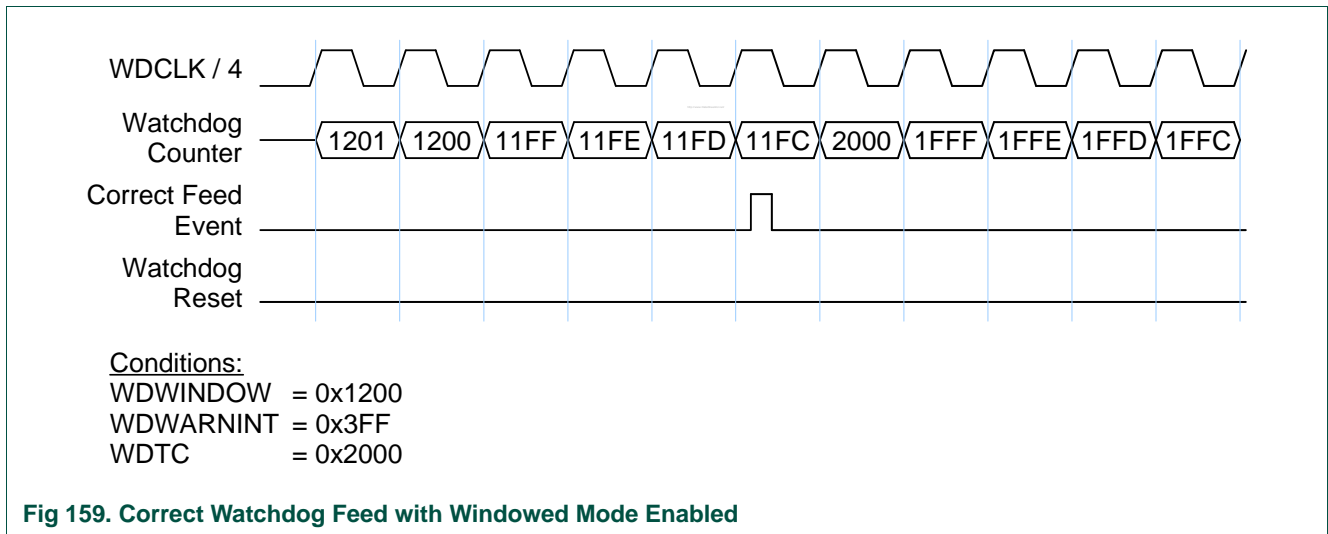 WDCLK / 4
Watchdog
Counter
1201 1200 11FF 11FE 11FD 11FC 2000 1FFF 1FFE 1FFD 1FFC
Correct Feed
Event
Watchdog
Reset
Conditions:
WDWINDOW = 0x1200
WDWARNINT = 0x3FF
WDTC = 0x2000
Fig 159. Correct Watchdog Feed with Windowed Mode Enabled